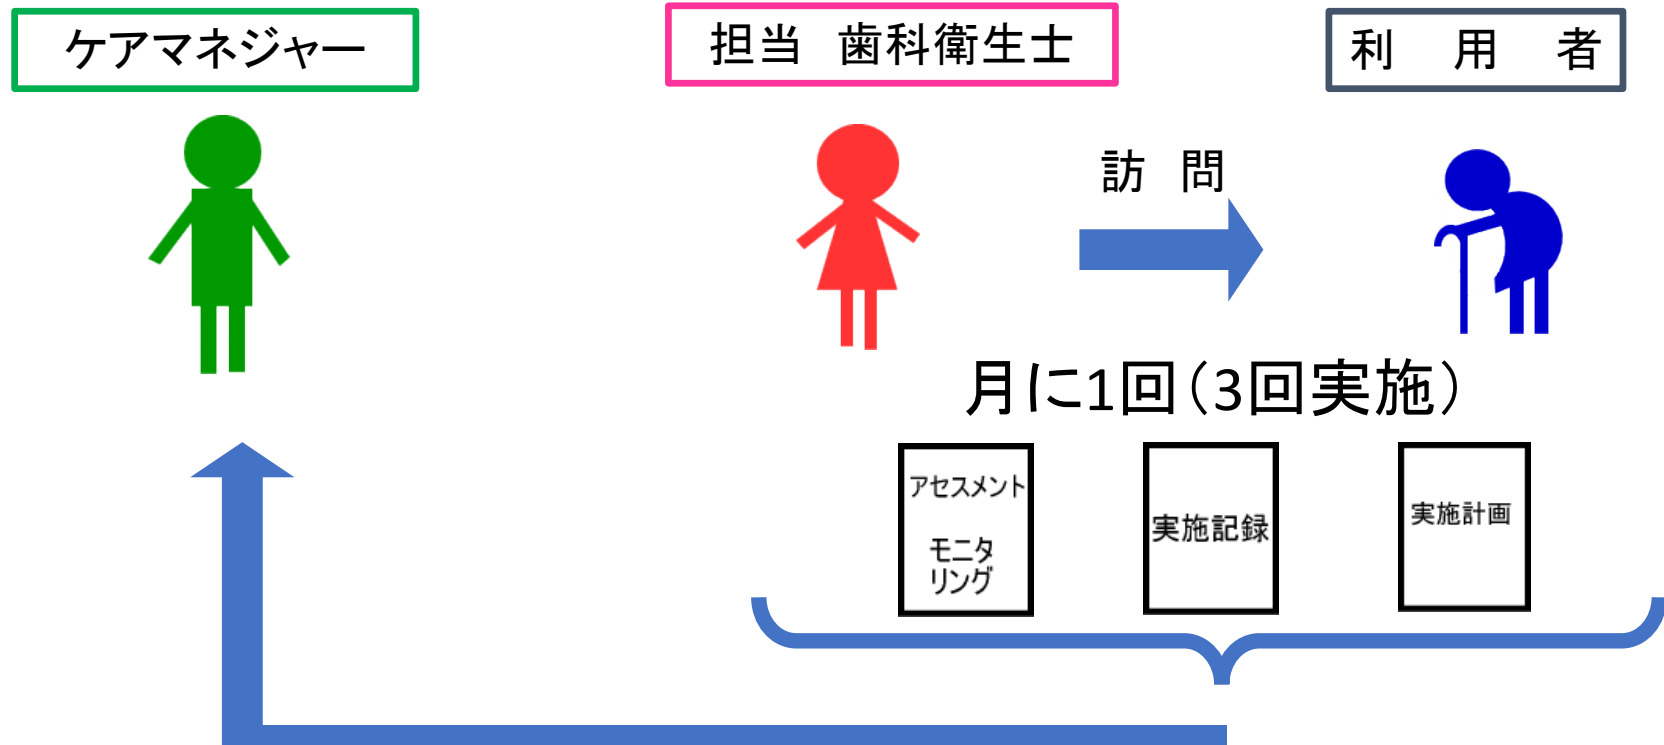 ケアマネジャー
担当　歯科衛生士
利　用　者
訪　問
月に1回（3回実施）
アセスメント
モニタ
リング
実施記録
実施計画